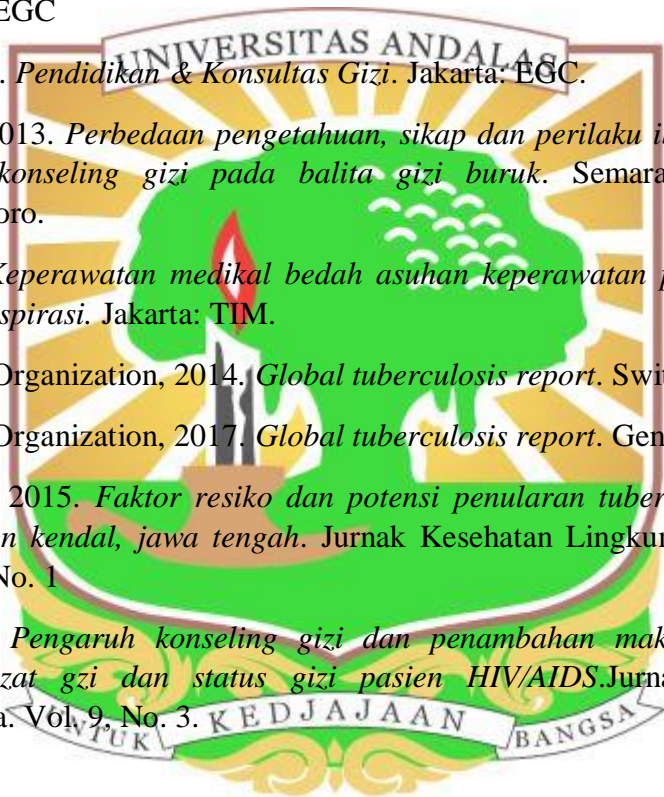 EGC
UNIVERSITAS ANDALAS
. Pendidikan & Konsultas Gizi. Jakarta: EGC.
013. Perbedaan pengetahuan, sikap dan perilaku
konseling gizi pada balita gizi buruk. Semara
oro.
Keperawatan medikal bedah asuhan keperawatan p
spirasi. Jakarta: TIM.
Organization, 2014. Global tuberculosis report. Swit
Organization, 2017. Global tuberculosis report. Gen
2015. Faktor resiko dan potensi penularan tuber
n kendal, jawa tengah. Jurnak Kesehatan Lingkun
No. 1
Pengaruh konseling gizi dan penambahan mak
zat gzi dan status gizi pasien HIV/AIDS.Jurna
a. Vol. 9, No. 3.
NTUK KEDJAJAAN BANGSA